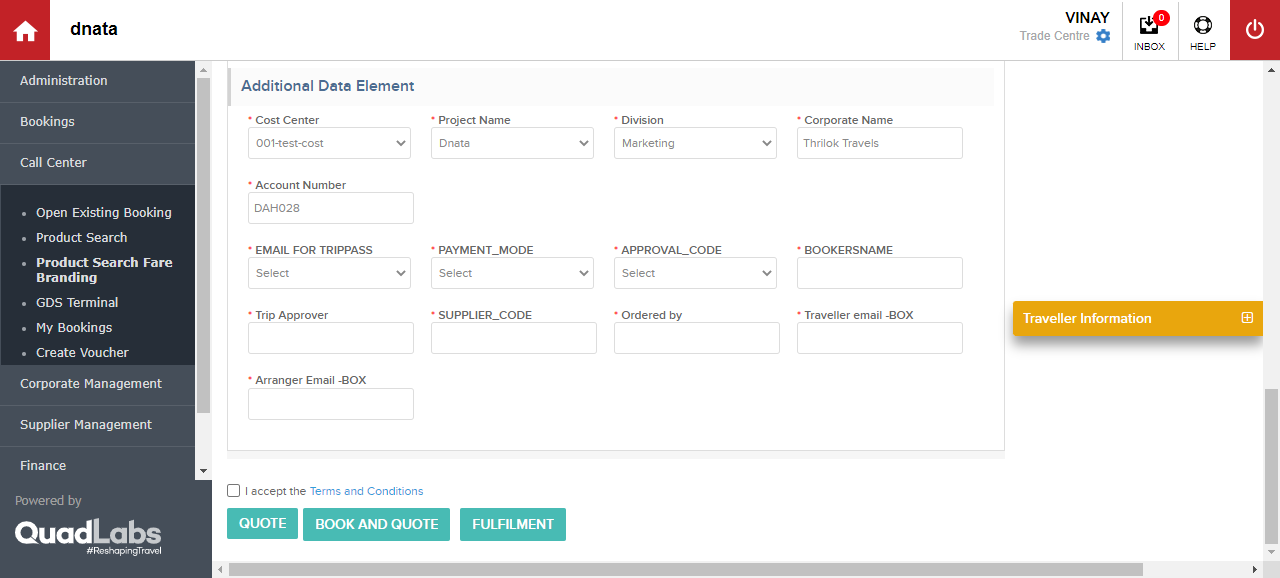 dnata
VINAY
Trade Centre
0
INBOX
HELP
Administration
Bookings
Call Center
Open Existing Booking
Product Search
Product Search Fare
Branding
GDS Terminal
My Bookings
Create Voucher
Corporate Management
Supplier Management
Finance
Powered by
QuadLabs
#ReshapingTravel
Additional Data Element
* Cost Center * Project Name * Division * Corporate Name
001-test-cost Dnata Marketing Thrilok Travels
* Account Number
DAH028
* EMAIL FOR TRIPPASS * PAYMENT_MODE * APPROVAL_CODE * BOOKERSNAME
Select Select Select
* Trip Approver * SUPPLIER_CODE * Ordered by * Traveller email -BOX
* Arranger Email -BOX
Traveller Information
I accept the Terms and Conditions
QUOTE BOOK AND QUOTE FULFILMENT